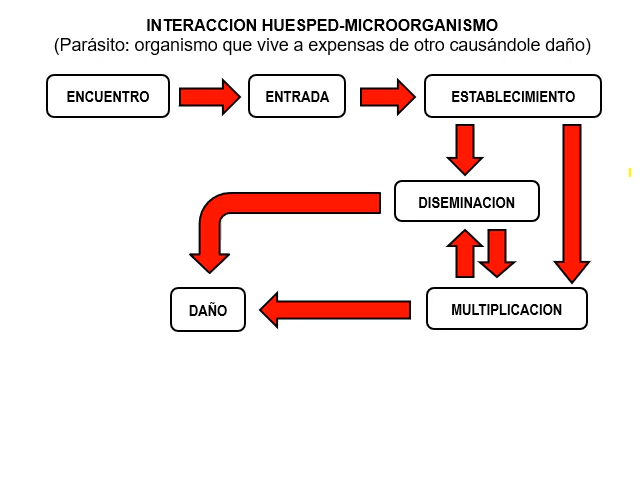 INTERACCION HUESPED-MICROORGANISMO
(Parásito: organismo que vive a expensas de otro causándole daño)
ENCUENTRO
ENTRADA
ESTABLECIMIENTO
DISEMINACION
DAÑO
MULTIPLICACION